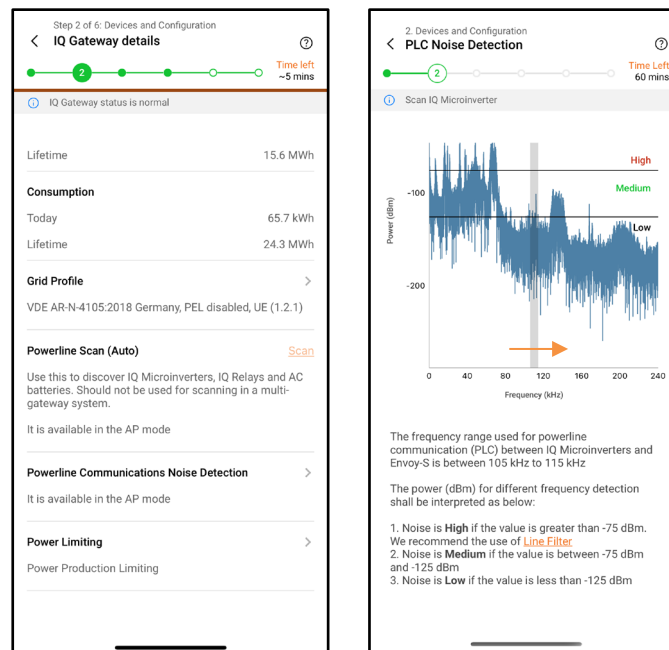 Step 2 of 6: Devices and Configuration
IQ Gateway details
2
Time left
~5 mins
IQ Gateway status is normal
Lifetime 15.6 MWh
Consumption
Today 65.7 kWh
Lifetime 24.3 MWh
Grid Profile
VDE AR-N-4105:2018 Germany, PEL disabled, UE (1.2.1)
Powerline Scan (Auto) Scan
Use this to discover IQ Microinverters, IQ Relays and AC
batteries. Should not be used for scanning in a multi-
gateway system.
It is available in the AP mode
Powerline Communications Noise Detection
It is available in the AP mode
Power Limiting
Power Production Limiting
2. Devices and Configuration
PLC Noise Detection
2
Time Left
60 mins
Scan IQ Microinverter
High
Medium
Low
Power (dBm)
-100
-200
0 40 80 120 160 200 240
Frequency (kHz)
The frequency range used for powerline
communication (PLC) between IQ Microinverters and
Envoy-S is between 105 kHz to 115 kHz
The power (dBm) for different frequency detection
shall be interpreted as below:
1. Noise is High if the value is greater than -75 dBm.
We recommend the use of Line Filter
2. Noise is Medium if the value is between -75 dBm
and -125 dBm
3. Noise is Low if the value is less than -125 dBm